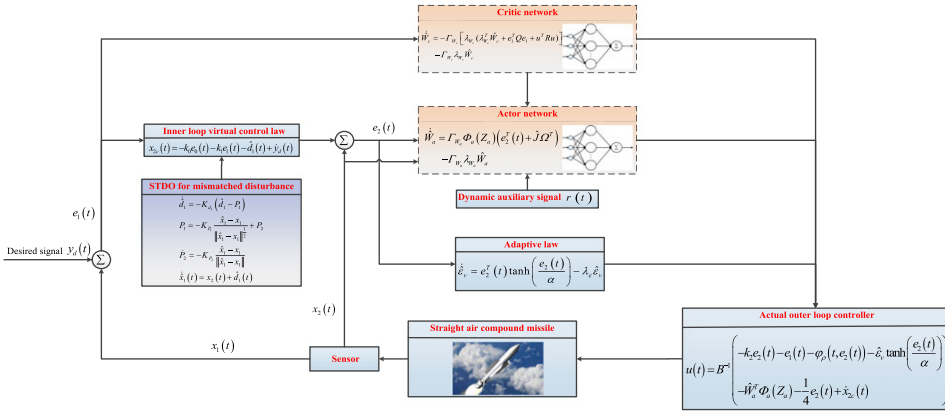 Critic network
$\dot{\hat{W}}_c = -\Gamma_{W_c}\left[\lambda_{W_c}(\lambda_{W_c}^T\hat{W}_c + e_1^T Q e_1 + u^T R u)\right]$
$-\Gamma_{W_c}\lambda_{W_c}\hat{W}_c$
Σ
Actor network
$\dot{\hat{W}}_a = \Gamma_{W_a}\Phi_a(Z_a)\left(e_2^T(t) + \hat{J}\Omega^T\right)$
$-\Gamma_{W_a}\lambda_{W_a}\hat{W}_a$
Σ
Inner loop virtual control law
$x_{2c}(t) = -k_0 e_0(t) - k_1 e_1(t) - \hat{d}_1(t) + \dot{y}_d(t)$
Σ
$e_2(t)$
STDO for mismatched disturbance
$\dot{\hat{d}}_1 = -K_{d_1}(\hat{d}_1 - P_1)$
$P_1 = -K_{P_1}\frac{\hat{x}_1 - x_1}{\|\hat{x}_1 - x_1\|^{\frac{1}{2}}} + P_2$
$\dot{P}_2 = -K_{P_2}\frac{\hat{x}_1 - x_1}{\|\hat{x}_1 - x_1\|}$
$\dot{\hat{x}}_1(t) = x_2(t) + \hat{d}_1(t)$
Dynamic auxiliary signal $r(t)$
$e_1(t)$
Desired signal $y_d(t)$
Σ
Adaptive law
$\dot{\hat{\varepsilon}}_v = e_2^T(t)\tanh\left(\frac{e_2(t)}{\alpha}\right) - \lambda_\varepsilon\hat{\varepsilon}_v$
$x_2(t)$
$x_1(t)$
Sensor
Straight air compound missile
Actual outer loop controller
$u(t) = B^{-1}\begin{pmatrix} -k_2 e_2(t) - e_1(t) - \varphi_\rho(t, e_2(t)) - \hat{\varepsilon}_v\tanh\left(\frac{e_2(t)}{\alpha}\right) \\ -\hat{W}_a^T\Phi_a(Z_a) - \frac{1}{4}e_2(t) + \dot{x}_{2c}(t) \end{pmatrix}$